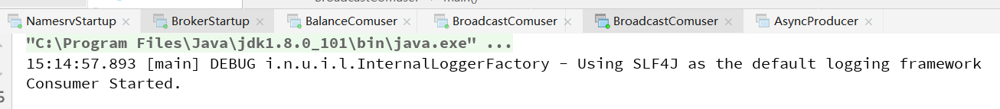 NamesrvStartup BrokerStartup BalanceComuser BroadcastComuser BroadcastComuser AsyncProducer
"C:\Program Files\Java\jdk1.8.0_101\bin\java.exe" ...
15:14:57.893 [main] DEBUG i.n.u.i.l.InternalLoggerFactory - Using SLF4J as the default logging framework
Consumer Started.